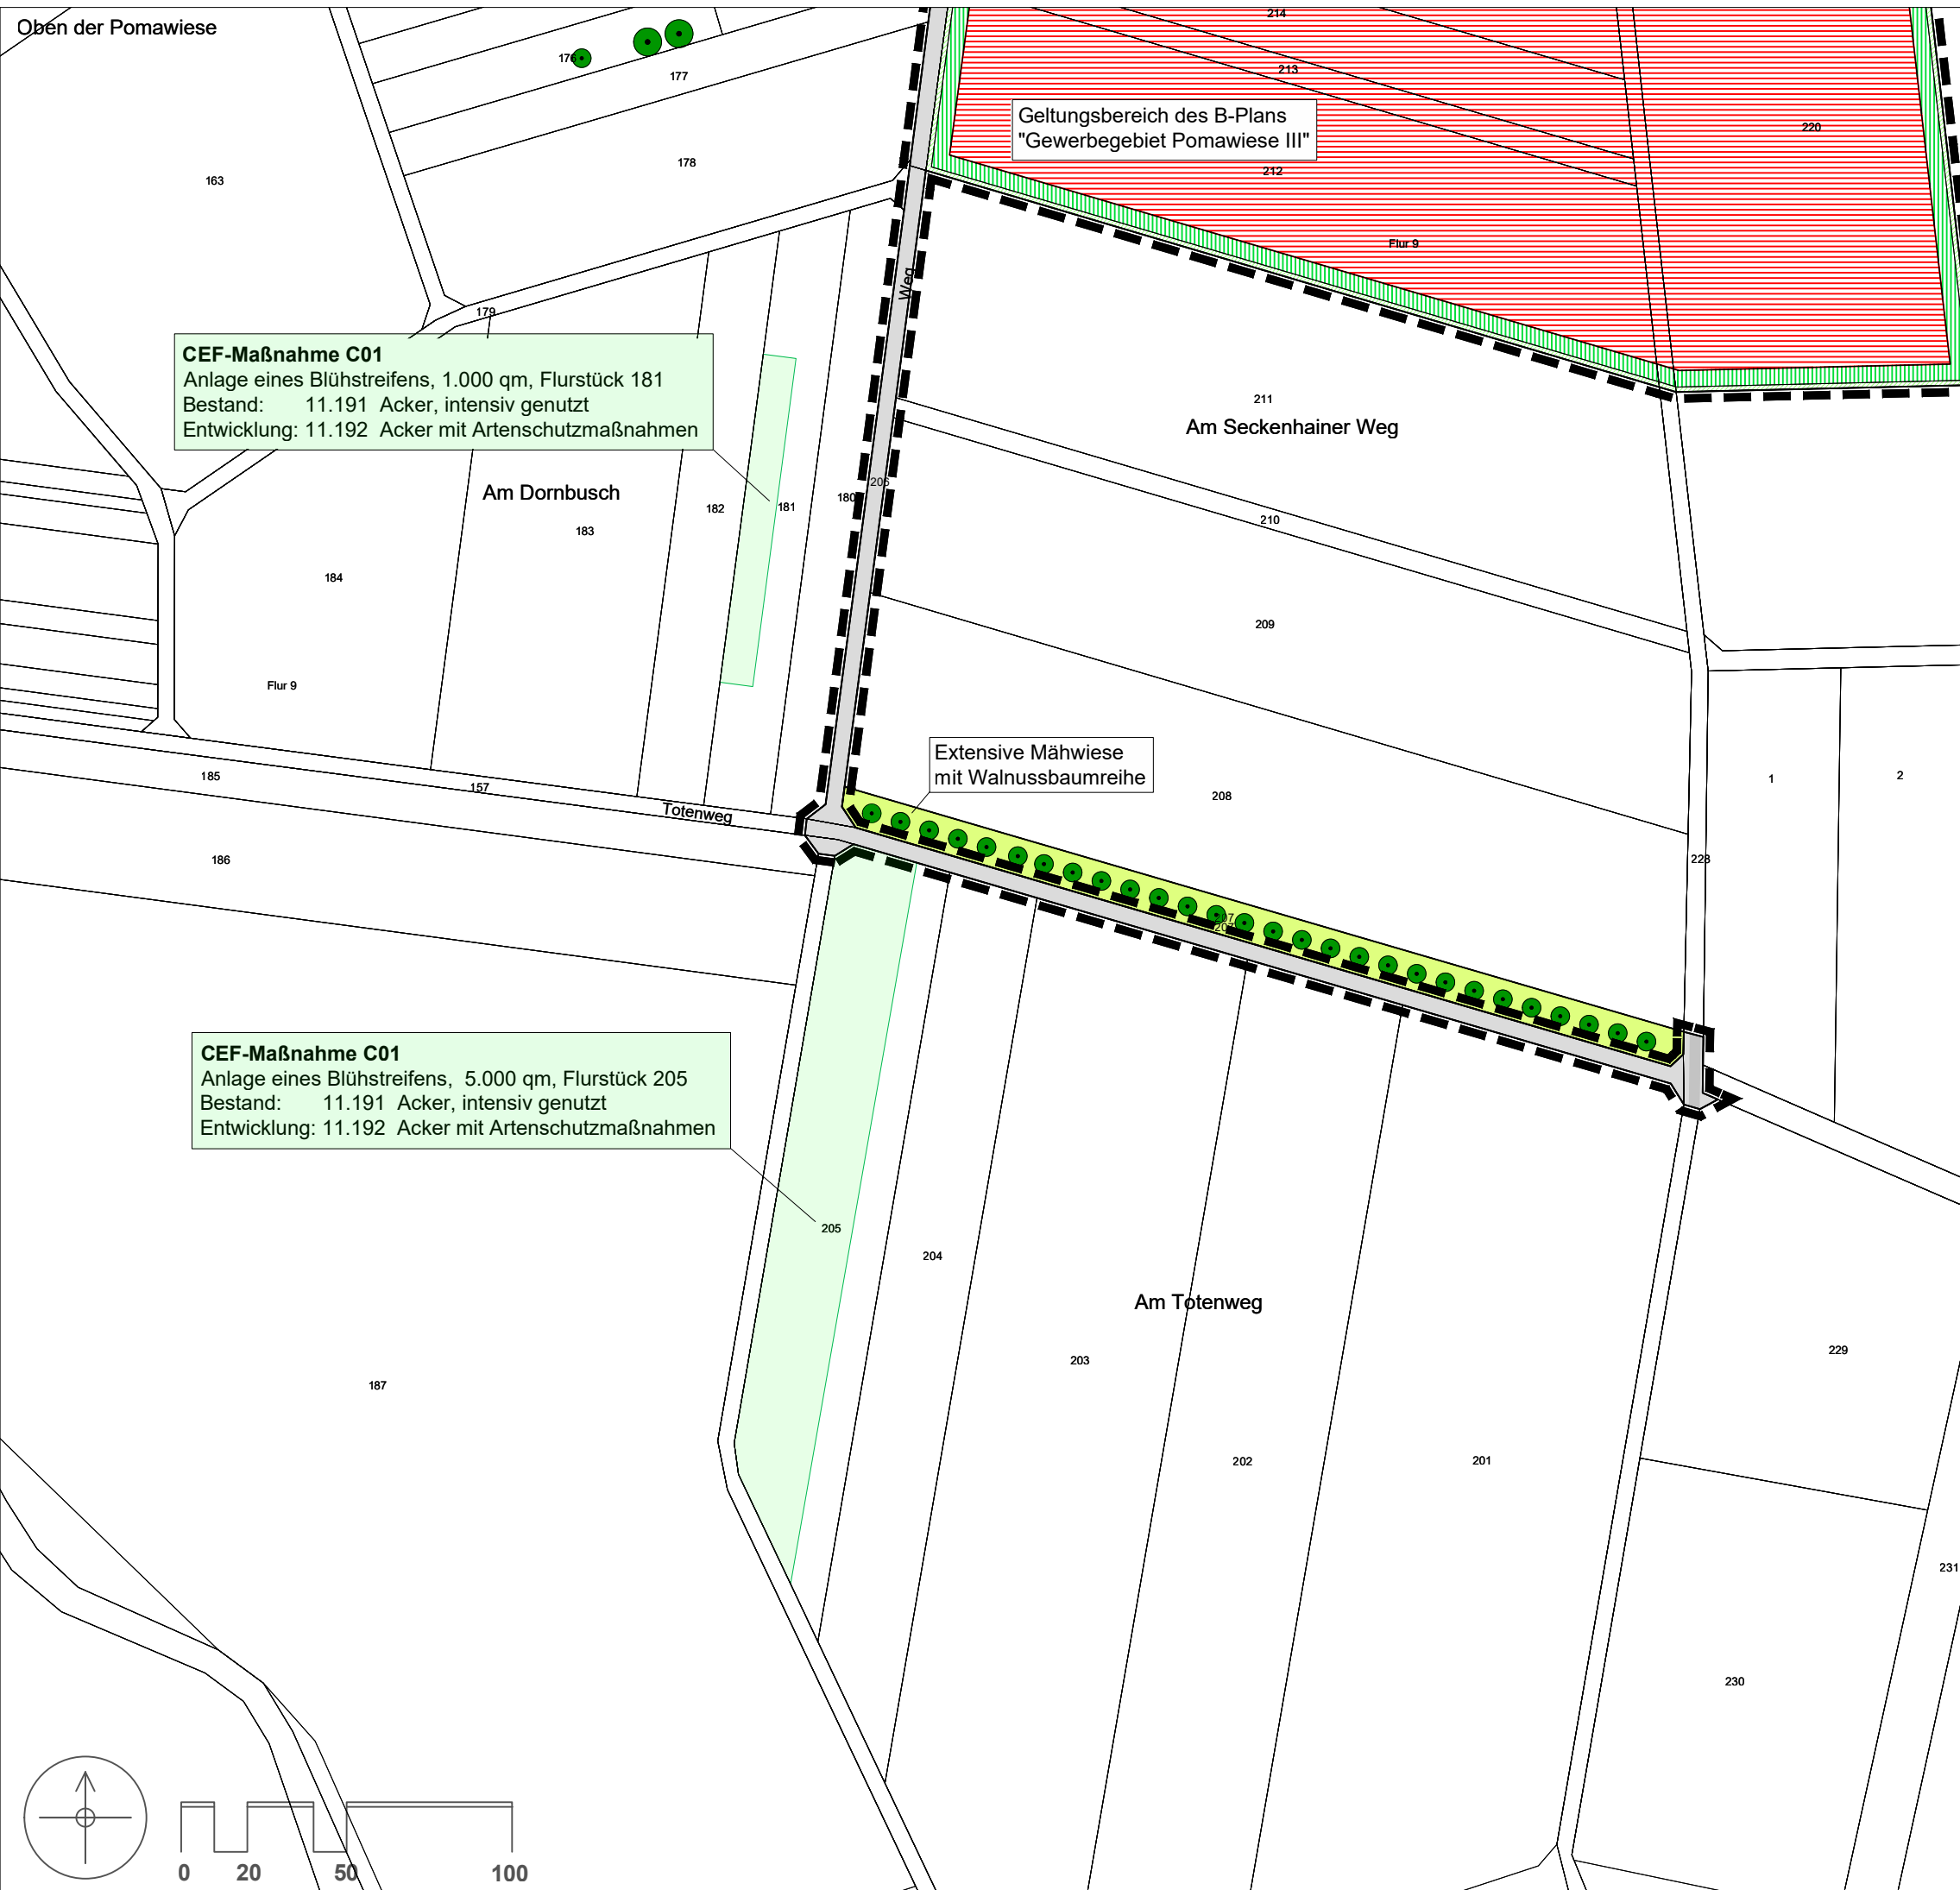 Oben der Pomawiese
214
176
177
213
Geltungsbereich des B-Plans
"Gewerbegebiet Pomawiese III"
220
178
212
163
Flur 9
Weg
179
CEF-Maßnahme C01
Anlage eines Blühstreifens, 1.000 qm, Flurstück 181
Bestand: 11.191 Acker, intensiv genutzt
Entwicklung: 11.192 Acker mit Artenschutzmaßnahmen
211
Am Seckenhainer Weg
206
Am Dornbusch
180
181
182
183
210
184
209
Flur 9
Extensive Mähwiese
mit Walnussbaumreihe
185
157
Totenweg
208
1
2
186
228
207
207
CEF-Maßnahme C01
Anlage eines Blühstreifens, 5.000 qm, Flurstück 205
Bestand: 11.191 Acker, intensiv genutzt
Entwicklung: 11.192 Acker mit Artenschutzmaßnahmen
205
204
Am Totenweg
203
229
187
202
201
231
230
0 20 50 100